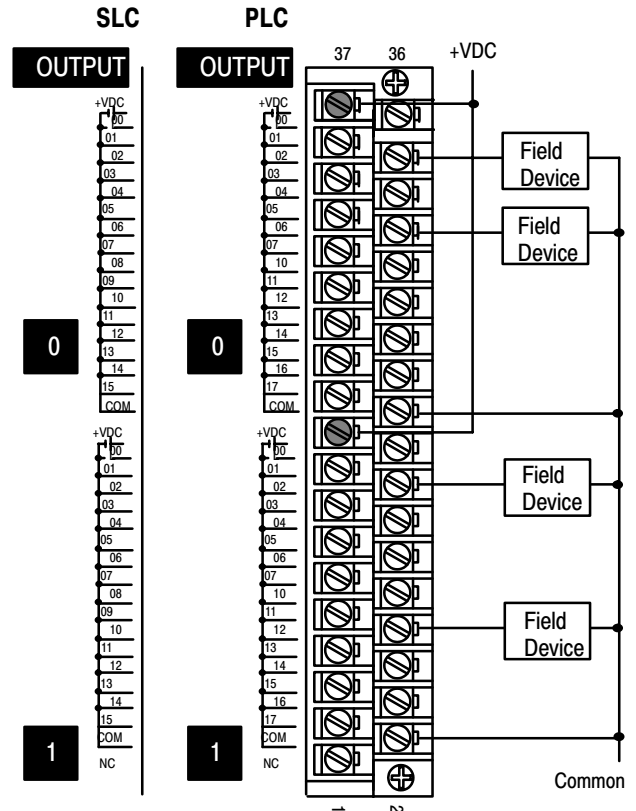 SLC PLC
OUTPUT OUTPUT 37 36 +VDC
+VDC +VDC
00 00
01 01
02 02
03 03
04 04
05 05
06 06
07 07
08 10
09 11
10 12
11 13
0 12 0 14
13 15
14 16
15 17
COM COM
+VDC +VDC
00 00
01 01
02 02
03 03
04 04
05 05
06 06
07 07
08 10
09 11
10 12
11 13
12 14
13 15
14 16
15 17
1 COM 1 COM
NC NC
Field
Device
Field
Device
Field
Device
Field
Device
Common
1 2